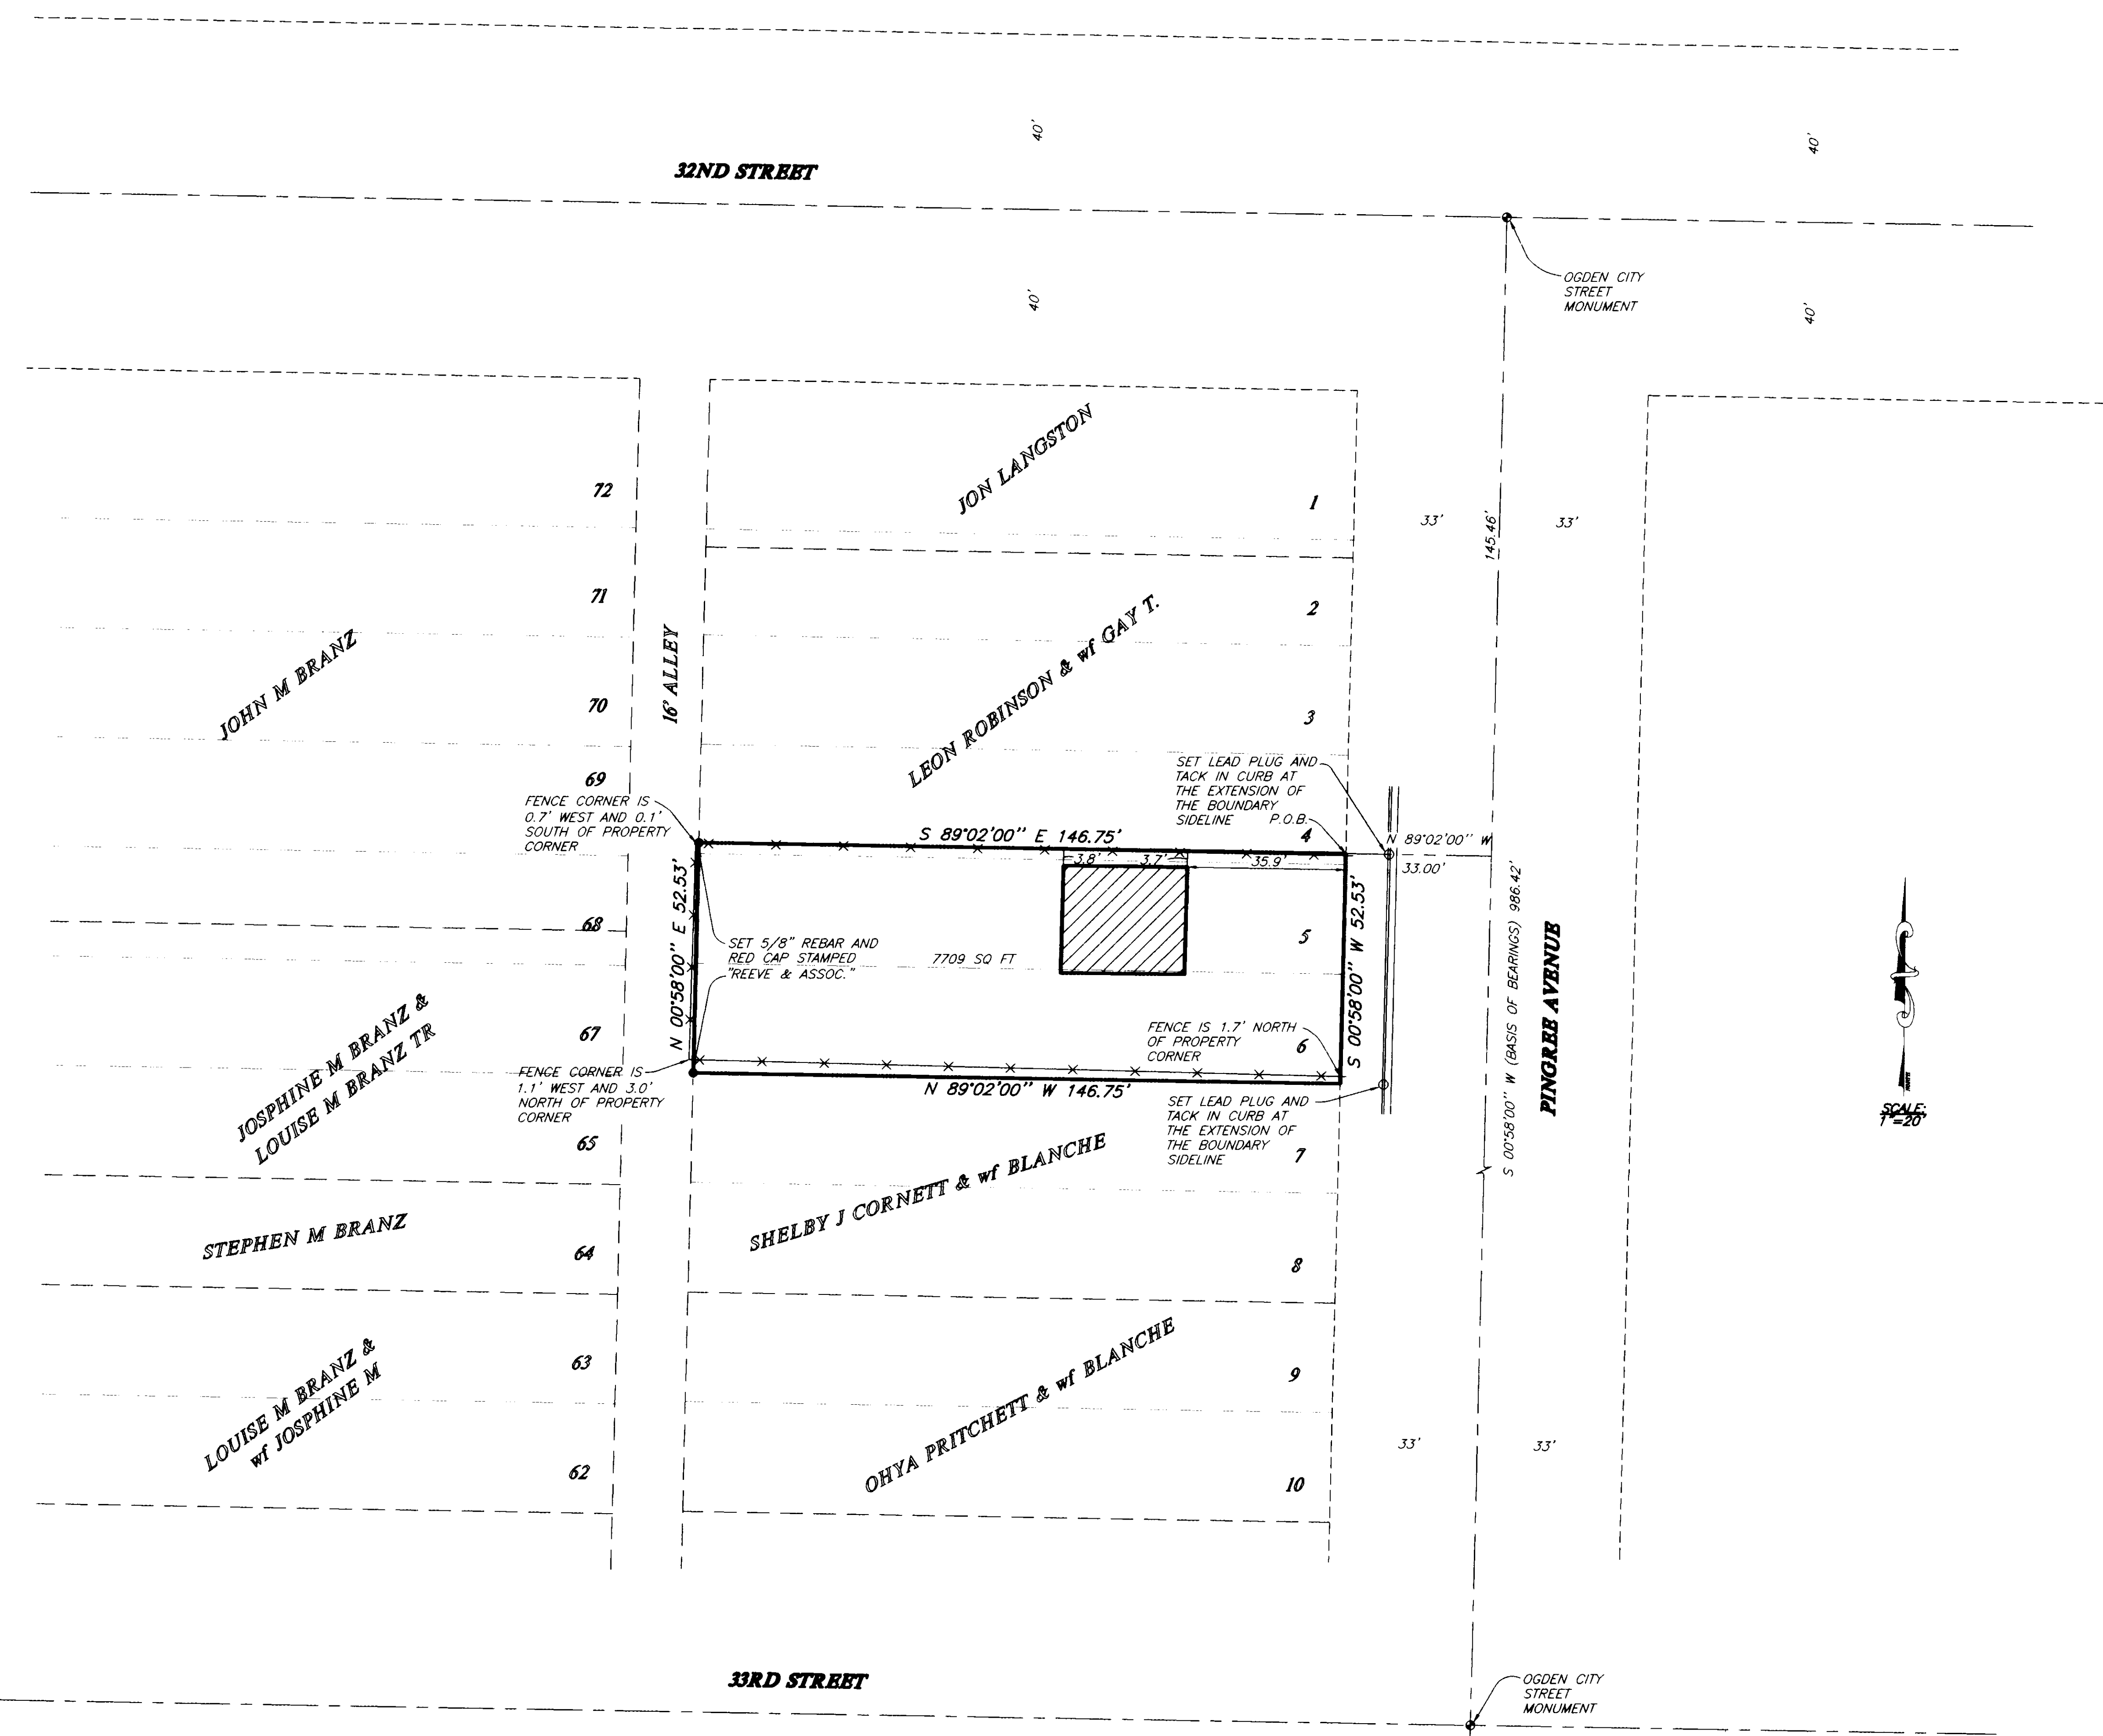 40'
40'
32ND STREET
OGDEN CITY
STREET
MONUMENT
40'
40'
JON LANGSTON
72
1
33'
33'
145.46'
71
2
LEON ROBINSON & wf GAY T.
JOHN M BRANZ
16' ALLEY
70
3
69
SET LEAD PLUG AND
TACK IN CURB AT
THE EXTENSION OF
THE BOUNDARY
SIDELINE P.O.B.
FENCE CORNER IS
0.7' WEST AND 0.1'
SOUTH OF PROPERTY
CORNER
S 89°02'00" E 146.75'
4
N 89°02'00" W
33.00'
3.8'
3.7'
35.9'
N 00°58'00" E 52.53'
S 00°58'00" W 52.53'
S 00°58'00" W (BASIS OF BEARINGS) 986.42'
PINGREE AVENUE
68
5
SET 5/8" REBAR AND
RED CAP STAMPED
"REEVE & ASSOC."
7709 SQ FT
67
FENCE IS 1.7' NORTH
OF PROPERTY
CORNER
6
JOSPHINE M BRANZ &
LOUISE M BRANZ TR
FENCE CORNER IS
1.1' WEST AND 3.0'
NORTH OF PROPERTY
CORNER
N 89°02'00" W 146.75'
SET LEAD PLUG AND
TACK IN CURB AT
THE EXTENSION OF
THE BOUNDARY
SIDELINE
SCALE:
1"=20'
65
7
SHELBY J CORNETT & wf BLANCHE
STEPHEN M BRANZ
64
8
63
9
LOUISE M BRANZ &
wf JOSPHINE M
OHYA PRITCHETT & wf BLANCHE
33'
33'
62
10
33RD STREET
OGDEN CITY
STREET
MONUMENT